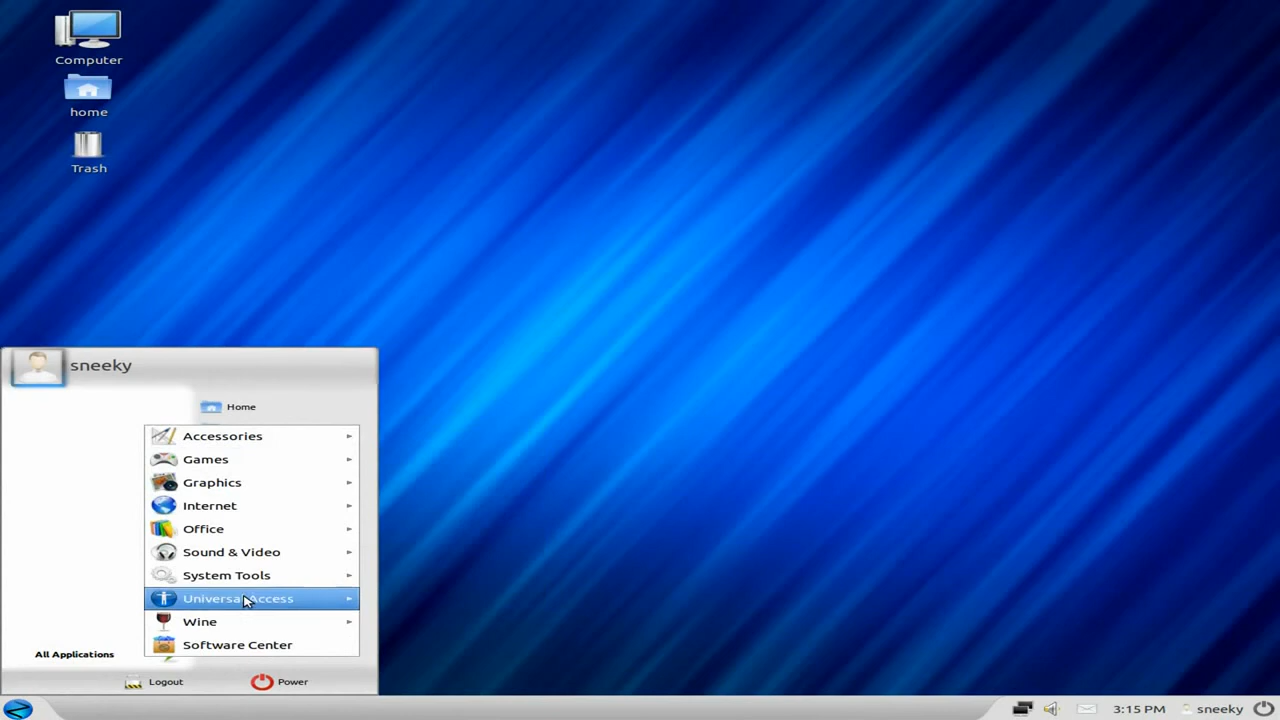 Computer
home
Trash
sneeky
Home
Accessories
Games
Graphics
Internet
Office
Sound & Video
System Tools
Universal Access
Wine
Software Center
All Applications
Logout
Power
3:15 PM
sneeky